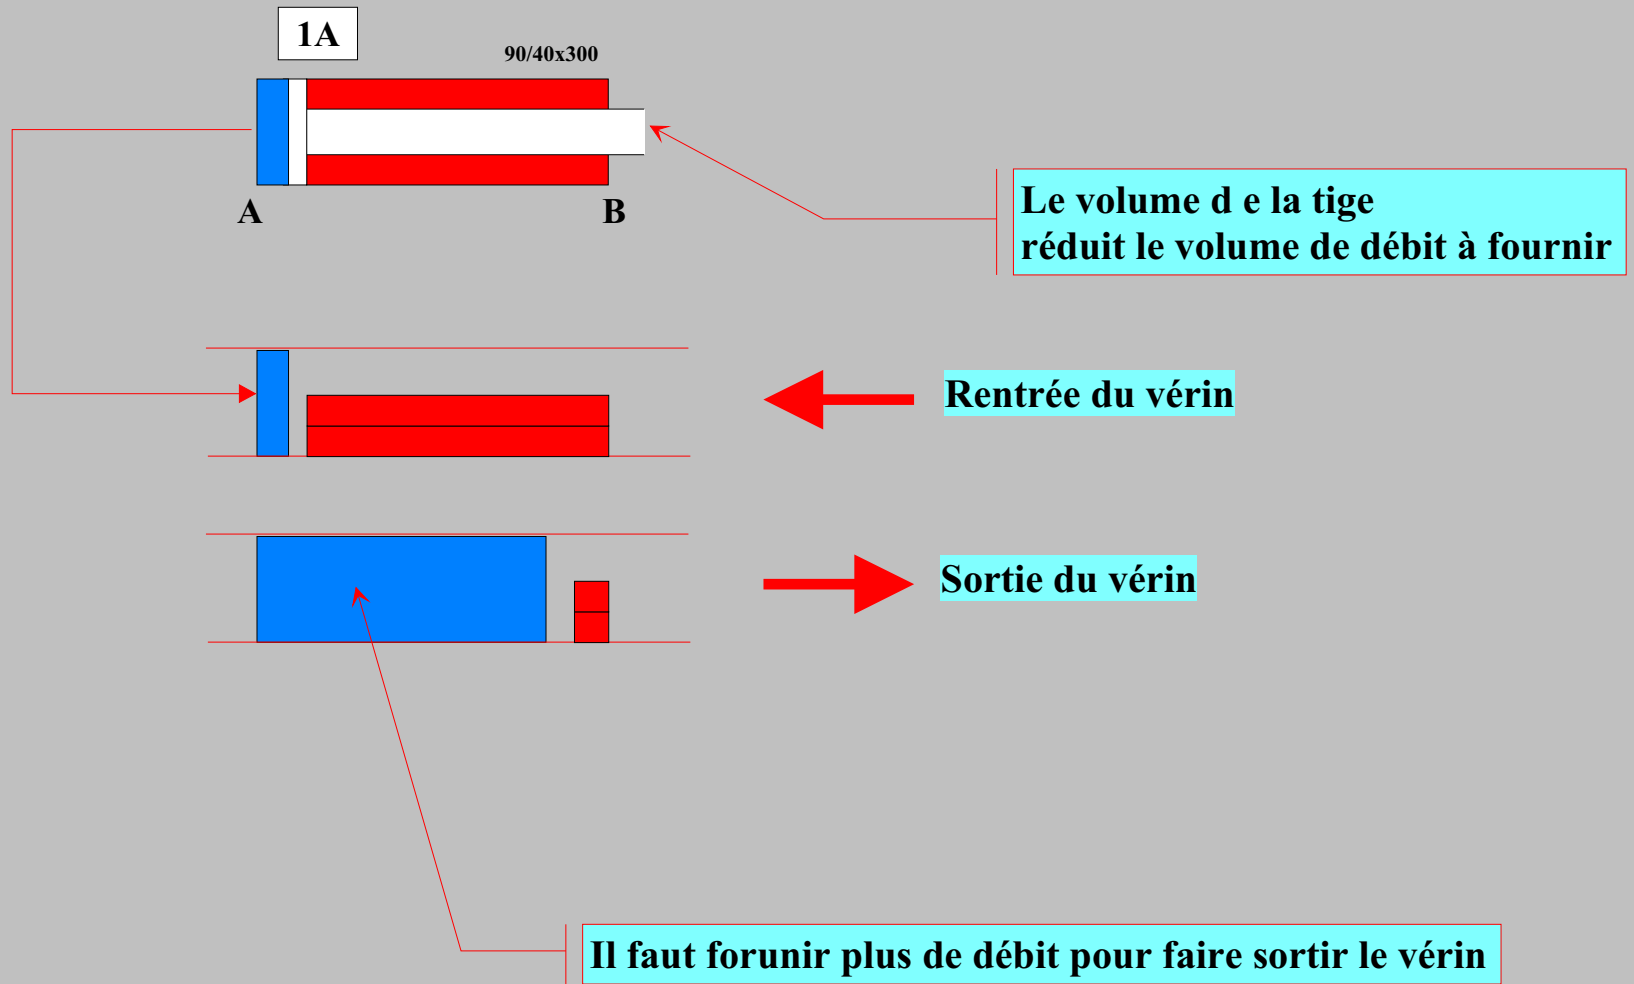 1A
90/40x300
A
B
Le volume d e la tige
réduit le volume de débit à fournir
Rentrée du vérin
Sortie du vérin
Il faut forunir plus de débit pour faire sortir le vérin